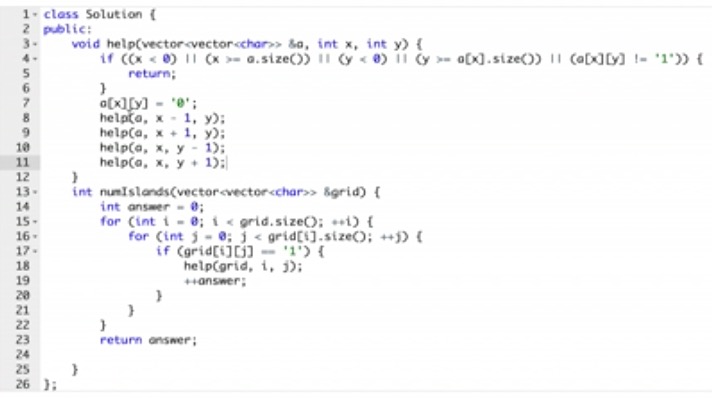 1 class Solution {
2 public:
3     void help(vector<vector<char>> &a, int x, int y) {
4         if ((x < 0) || (x >= a.size()) || (y < 0) || (y >= a[x].size()) || (a[x][y] != '1')) {
5             return;
6         }
7         a[x][y] = '0';
8         help(a, x - 1, y);
9         help(a, x + 1, y);
10         help(a, x, y - 1);
11         help(a, x, y + 1);
12     }
13     int numIslands(vector<vector<char>> &grid) {
14         int answer = 0;
15         for (int i = 0; i < grid.size(); ++i) {
16             for (int j = 0; j < grid[i].size(); ++j) {
17                 if (grid[i][j] == '1') {
18                     help(grid, i, j);
19                     ++answer;
20                 }
21             }
22         }
23         return answer;
24
25     }
26 };